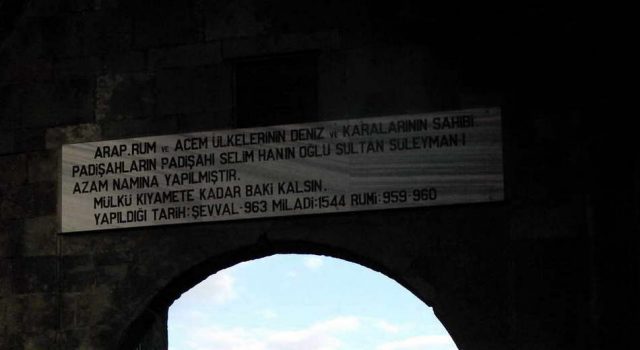 ARAP.RUM VE ACEM ÜLKELERİNİN DENİZ VE KARALARININ SAHİBİ
PADİŞAHLARIN PADİŞAHI SELİM HANIN OĞLU SULTAN SÜLEYMAN-I
AZAM NAMINA YAPILMIŞTIR.
MÜLKÜ KIYAMETE KADAR BAKİ KALSIN.
YAPILDIĞI TARİH:ŞEVVAL-963 MİLADİ:1544 RUMİ:959-960